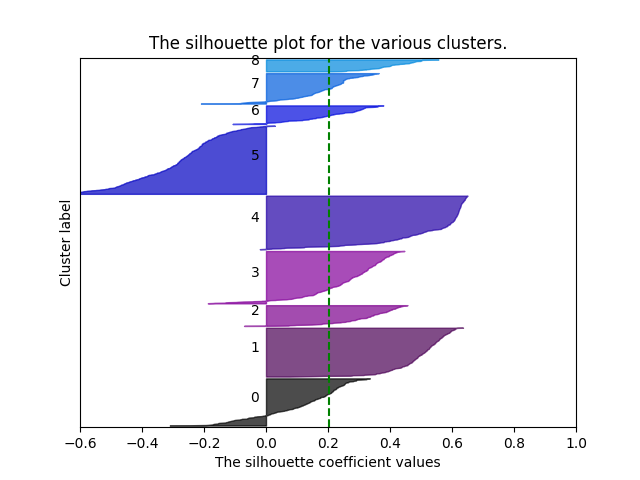 The silhouette plot for the various clusters.
8
7
6
5
4
3
2
1
0
Cluster label
−0.6 −0.4 −0.2 0.0 0.2 0.4 0.6 0.8 1.0
The silhouette coefficient values